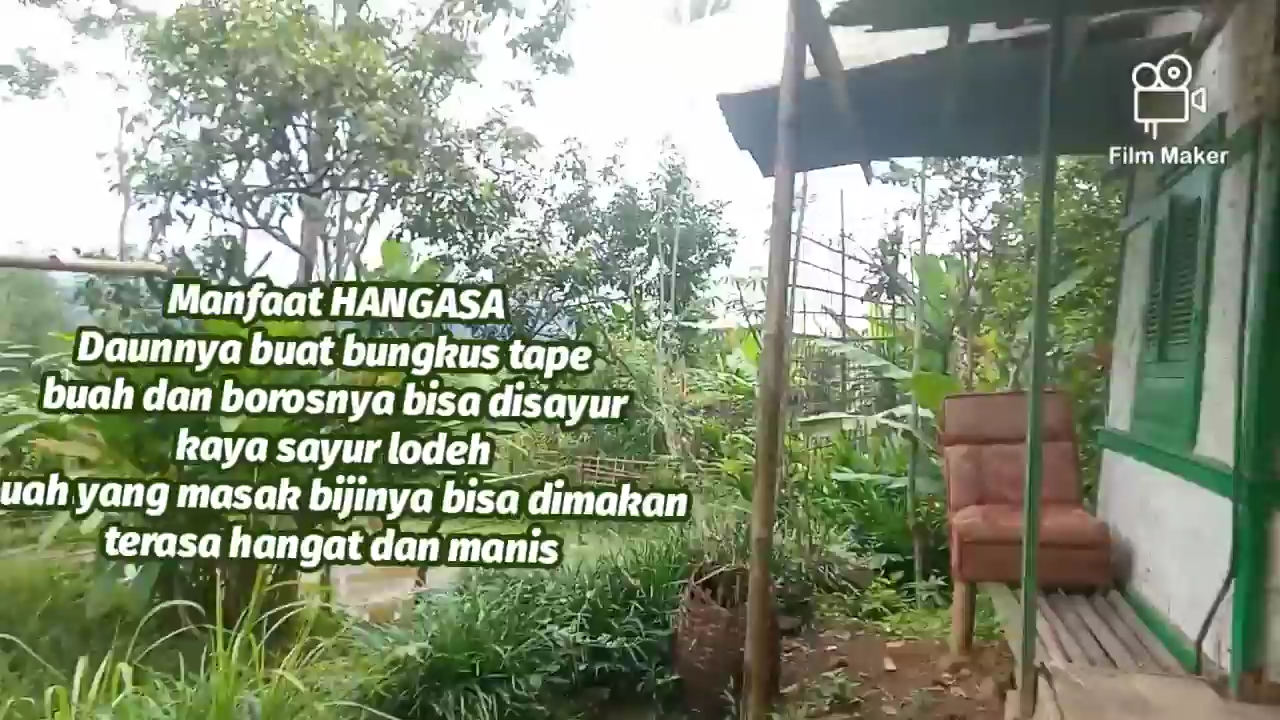 Manfaat HANGASA
Daunnya buat bungkus tape
buah dan borosnya bisa disayur
kaya sayur lodeh
uah yang masak bijinya bisa dimakan
terasa hangat dan manis
Film Maker